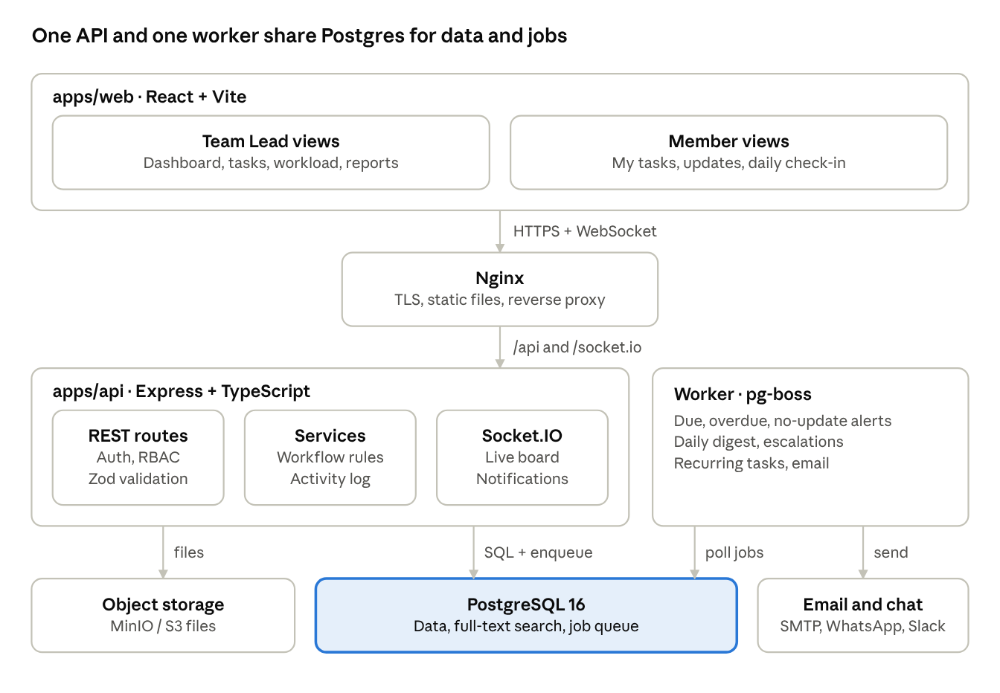 One API and one worker share Postgres for data and jobs
apps/web · React + Vite
Team Lead views
Dashboard, tasks, workload, reports
Member views
My tasks, updates, daily check-in
HTTPS + WebSocket
Nginx
TLS, static files, reverse proxy
/api and /socket.io
apps/api · Express + TypeScript
REST routes
Auth, RBAC
Zod validation
Services
Workflow rules
Activity log
Socket.IO
Live board
Notifications
Worker · pg-boss
Due, overdue, no-update alerts
Daily digest, escalations
Recurring tasks, email
files
SQL + enqueue
poll jobs
send
Object storage
MinIO / S3 files
PostgreSQL 16
Data, full-text search, job queue
Email and chat
SMTP, WhatsApp, Slack